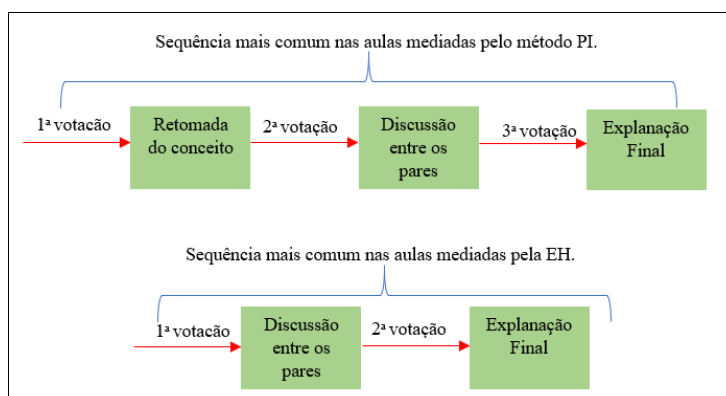 Sequência mais comum nas aulas mediadas pelo método PI.
1ª votacão
Retomada
do conceito
2ª votação
Discussão
entre os
pares
3ª votação
Explanação
Final
Sequência mais comum nas aulas mediadas pela EH.
1ª votacão
Discussão
entre os
pares
2ª votação
Explanação
Final